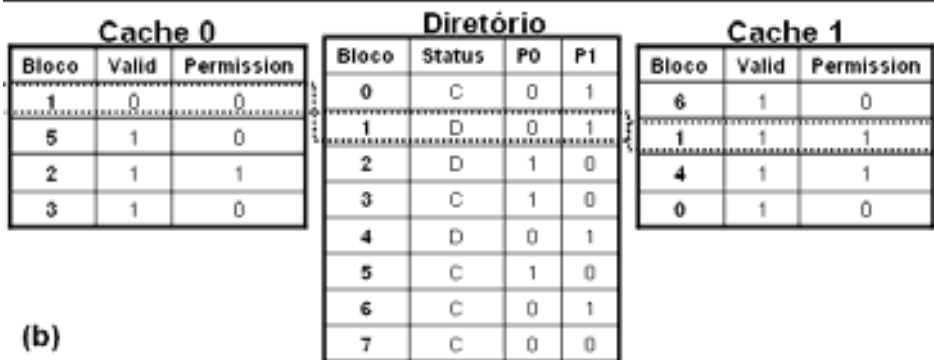 Cache 0
Bloco Valid Permission
1 0 0
5 1 0
2 1 1
3 1 0
Diretório
Bloco Status P0 P1
0 C 0 1
1 D 0 1
2 D 1 0
3 C 1 0
4 D 0 1
5 C 1 0
6 C 0 1
7 C 0 0
Cache 1
Bloco Valid Permission
6 1 0
1 1 1
4 1 1
0 1 0
(b)